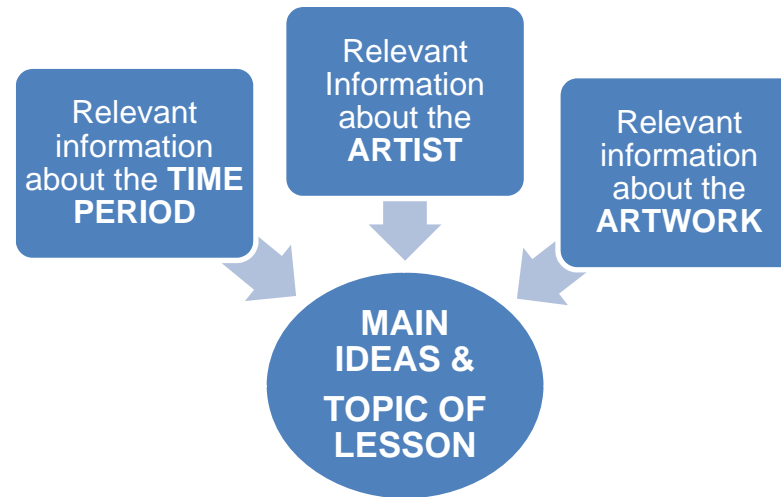 Relevant
information
about the TIME
PERIOD
Relevant
Information
about the
ARTIST
Relevant
information
about the
ARTWORK
MAIN
IDEAS &
TOPIC OF
LESSON